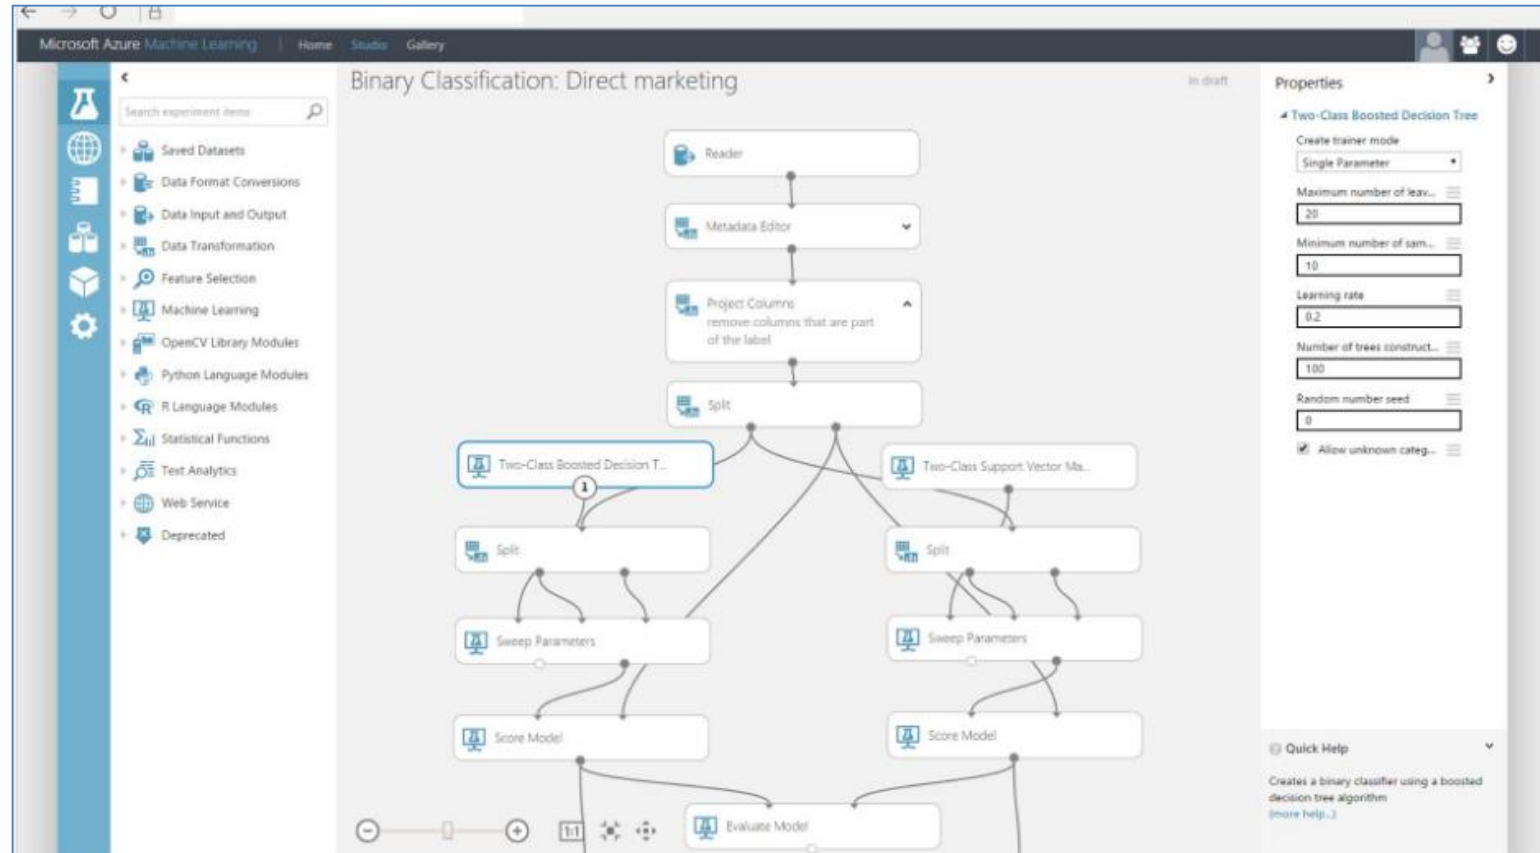 Microsoft Azure Machine Learning | Home Studio Gallery
Binary Classification: Direct marketing
In draft
Search experiment items
Saved Datasets
Data Format Conversions
Data Input and Output
Data Transformation
Feature Selection
Machine Learning
OpenCV Library Modules
Python Language Modules
R Language Modules
Statistical Functions
Text Analytics
Web Service
Deprecated
Reader
Metadata Editor
Project Columns
remove columns that are part
of the label
Split
Two-Class Boosted Decision T...
1
Two-Class Support Vector Ma...
Split
Split
Sweep Parameters
Sweep Parameters
Score Model
Score Model
1:1
Evaluate Model
Properties
Two-Class Boosted Decision Tree
Create trainer mode
Single Parameter
Maximum number of leav...
20
Minimum number of sam...
10
Learning rate
0.2
Number of trees construct...
100
Random number seed
0
Allow unknown categ...
Quick Help
Creates a binary classifier using a boosted
decision tree algorithm
(more help...)